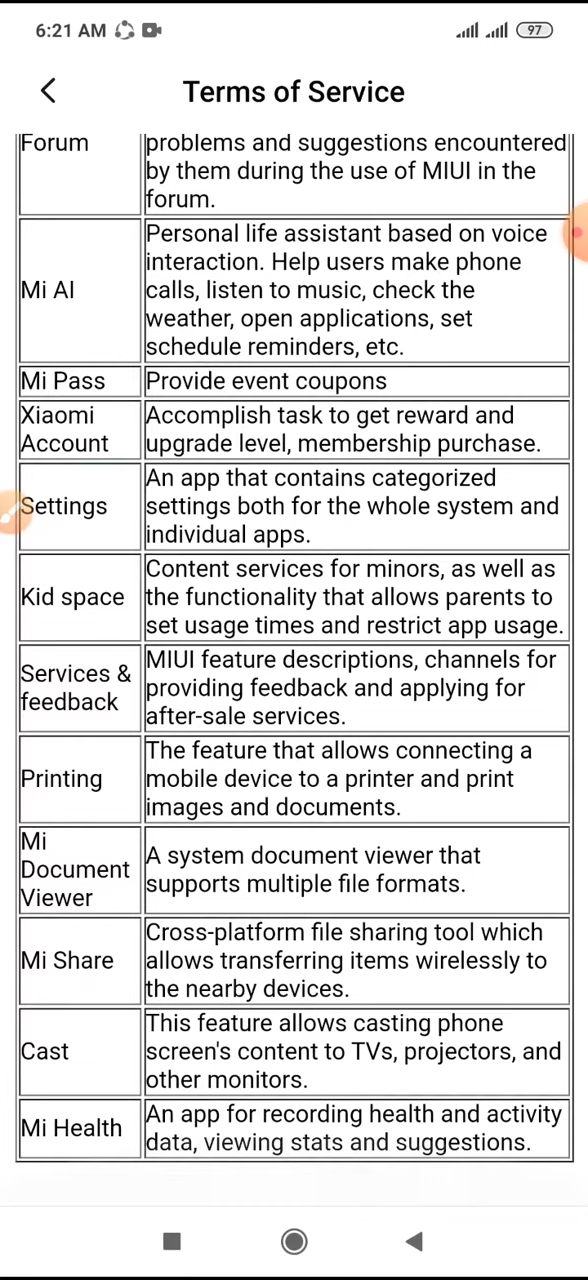 6:21 AM
97
Terms of Service
Forum
problems and suggestions encountered
by them during the use of MIUI in the
forum.
Mi AI
Personal life assistant based on voice
interaction. Help users make phone
calls, listen to music, check the
weather, open applications, set
schedule reminders, etc.
Mi Pass
Provide event coupons
Xiaomi
Account
Accomplish task to get reward and
upgrade level, membership purchase.
Settings
An app that contains categorized
settings both for the whole system and
individual apps.
Kid space
Content services for minors, as well as
the functionality that allows parents to
set usage times and restrict app usage.
Services &
feedback
MIUI feature descriptions, channels for
providing feedback and applying for
after-sale services.
Printing
The feature that allows connecting a
mobile device to a printer and print
images and documents.
Mi
Document
Viewer
A system document viewer that
supports multiple file formats.
Mi Share
Cross-platform file sharing tool which
allows transferring items wirelessly to
the nearby devices.
Cast
This feature allows casting phone
screen's content to TVs, projectors, and
other monitors.
Mi Health
An app for recording health and activity
data, viewing stats and suggestions.